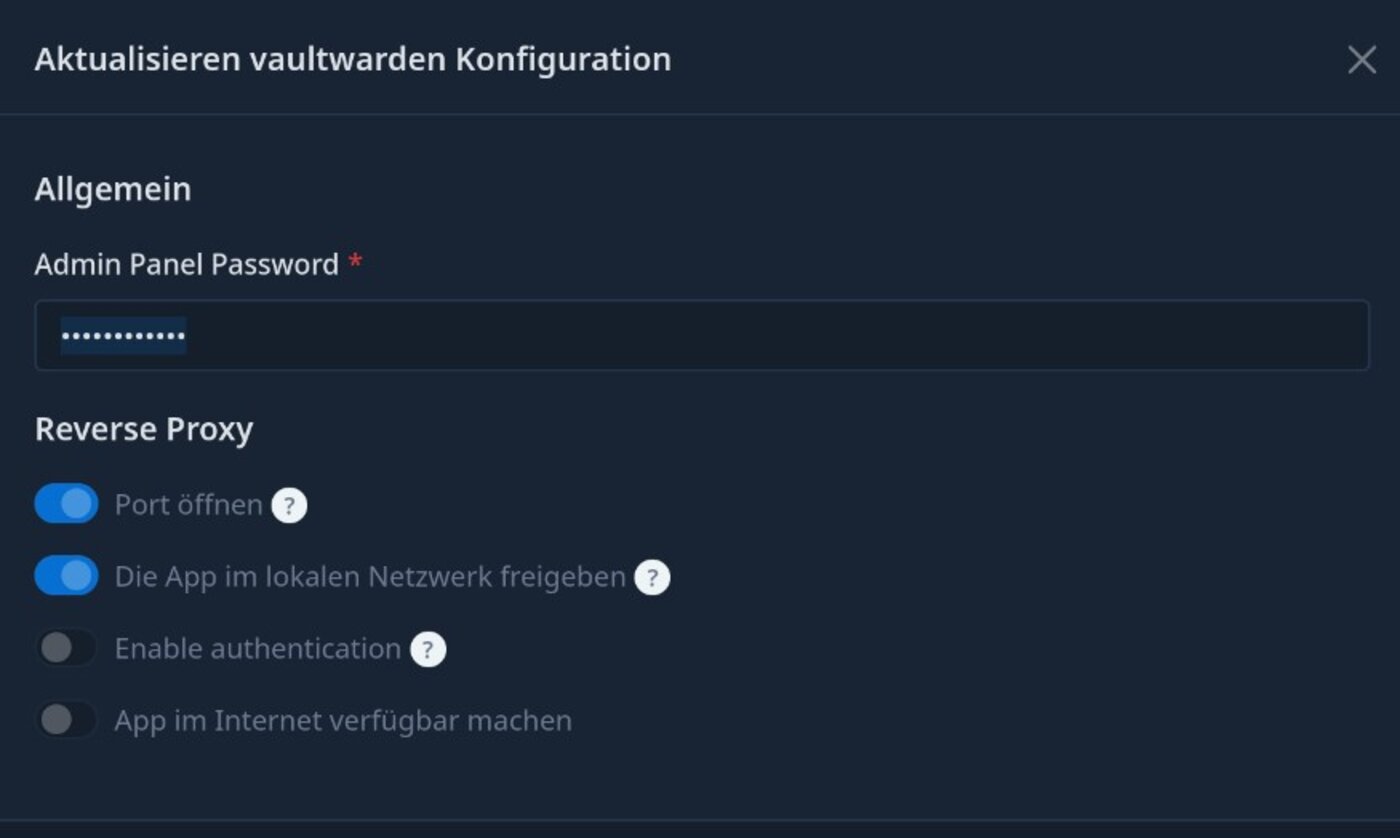 Aktualisieren vaultwarden Konfiguration
Allgemein
Admin Panel Password *
••••••••••••
Reverse Proxy
Port öffnen ?
Die App im lokalen Netzwerk freigeben ?
Enable authentication ?
App im Internet verfügbar machen